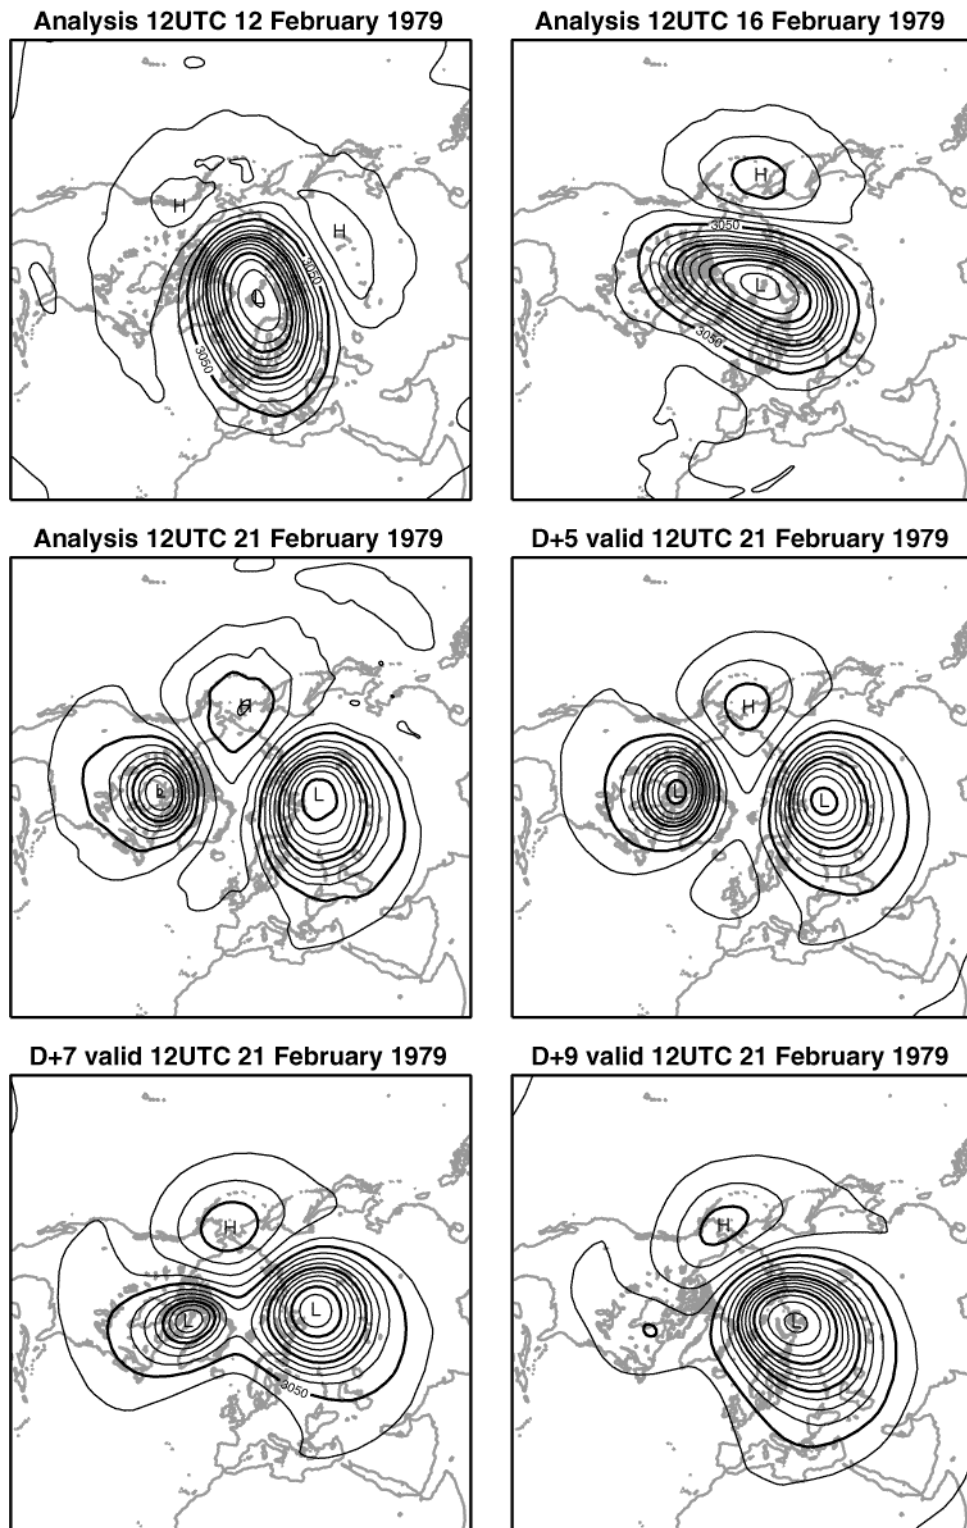 Analysis 12UTC 12 February 1979
Analysis 12UTC 16 February 1979
H
H
3050
L
3050
H
3050
L
3050
Analysis 12UTC 21 February 1979
D+5 valid 12UTC 21 February 1979
H
L
L
H
L
L
D+7 valid 12UTC 21 February 1979
D+9 valid 12UTC 21 February 1979
H
L
L
3050
H
L